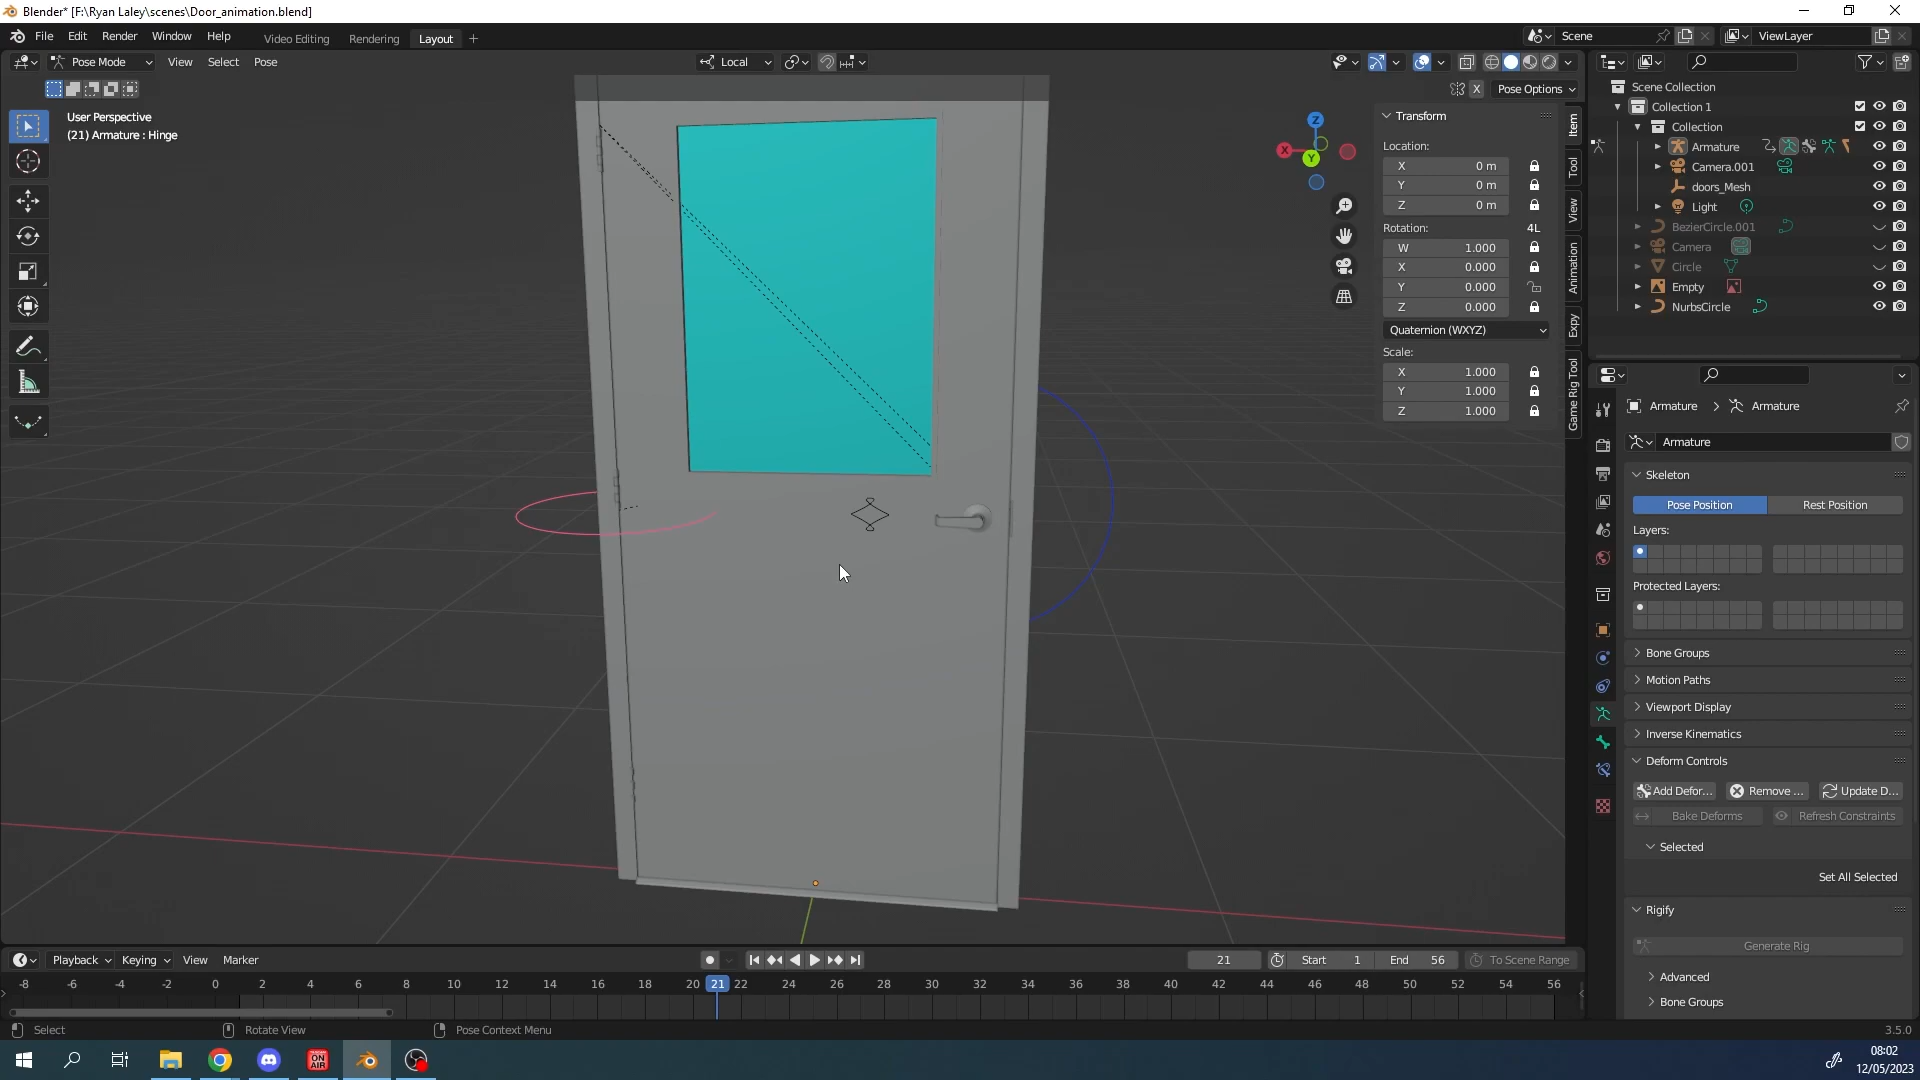 Blender* [F:\Ryan Laley\scenes\Door_animation.blend]
File Edit Render Window Help Video Editing Rendering Layout + Scene ViewLayer
Pose Mode View Select Pose Local
X Pose Options
User Perspective
(21) Armature : Hinge
Z
X
Y
Transform
Location:
X 0 m
Y 0 m
Z 0 m
Rotation: 4L
W 1.000
X 0.000
Y 0.000
Z 0.000
Quaternion (WXYZ)
Scale:
X 1.000
Y 1.000
Z 1.000
Item
Tool
View
Animation
Expy
Game Rig Tool
Scene Collection
Collection 1
Collection
Armature
Camera.001
doors_Mesh
Light
BezierCircle.001
Camera
Circle
Empty
NurbsCircle
Armature > Armature
Armature
Skeleton
Pose Position Rest Position
Layers:
Protected Layers:
Bone Groups
Motion Paths
Viewport Display
Inverse Kinematics
Deform Controls
Add Defor... Remove ... Update D...
Bake Deforms Refresh Constraints
Selected
Set All Selected
Rigify
Generate Rig
Advanced
Bone Groups
Playback Keying View Marker 21 Start 1 End 56 To Scene Range
-8 -6 -4 -2 0 2 4 6 8 10 12 14 16 18 20 21 22 24 26 28 30 32 34 36 38 40 42 44 46 48 50 52 54 56
Select Rotate View Pose Context Menu 3.5.0
ON AIR
08:02
12/05/2023